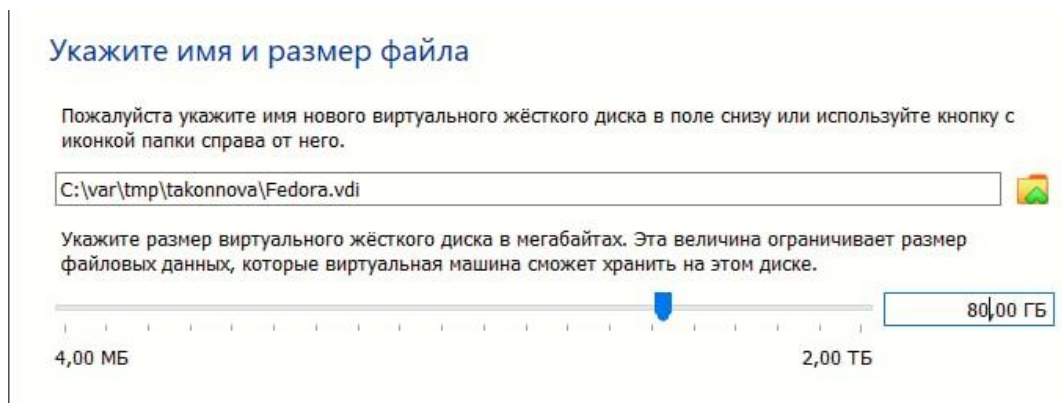 Укажите имя и размер файла
Пожалуйста укажите имя нового виртуального жёсткого диска в поле снизу или используйте кнопку с
иконкой папки справа от него.
C:\var\tmp\takonnova\Fedora.vdi
Укажите размер виртуального жёсткого диска в мегабайтах. Эта величина ограничивает размер
файловых данных, которые виртуальная машина сможет хранить на этом диске.
80,00 ГБ
4,00 МБ 2,00 ТБ